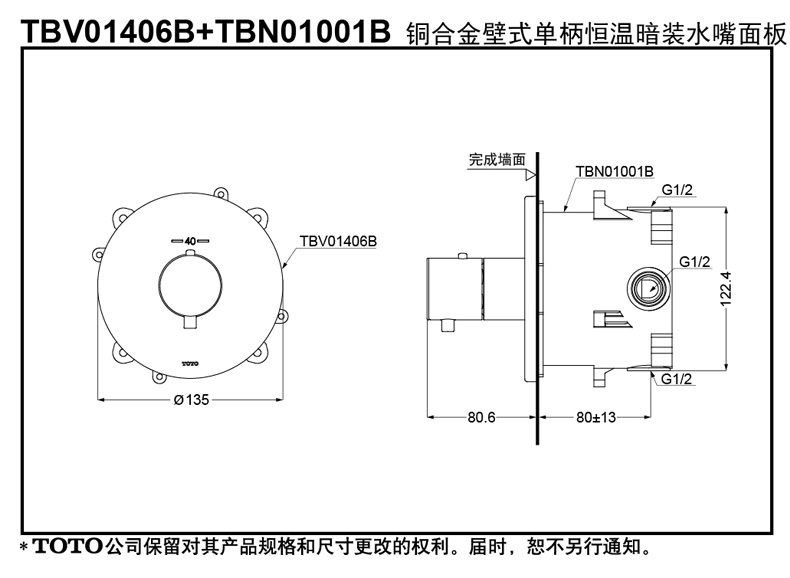 TBV01406B+TBN01001B 铜合金壁式单柄恒温暗装水嘴面板
完成墙面
TBN01001B
G1/2
40
TBV01406B
G1/2
122.4
TOTO
G1/2
Ø135
80.6
80±13
*TOTO公司保留对其产品规格和尺寸更改的权利。届时，恕不另行通知。